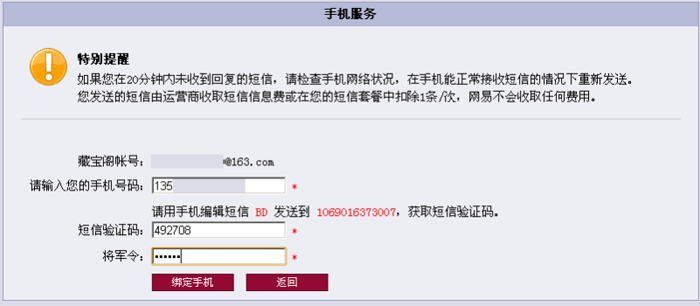 手机服务
特别提醒
如果您在20分钟内未收到回复的短信，请检查手机网络状况，在手机能正常接收短信的情况下重新发送。
您发送的短信由运营商收取短信信息费或在您的短信套餐中扣除1条/次，网易不会收取任何费用。
藏宝阁帐号： @163.com
请输入您的手机号码： 135 *
请用手机编辑短信 BD 发送到 1069016373007，获取短信验证码。
短信验证码： 492708 *
将军令： •••••• *
绑定手机 返回